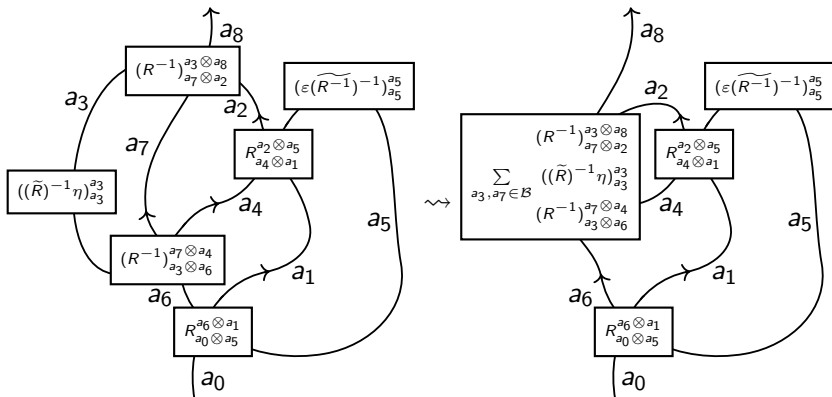 a₈
(R⁻¹)^{a₃⊗a₈}_{a₇⊗a₂}
(ε(\widetilde{R⁻¹})⁻¹)^{a₅}_{a₅}
a₃
a₂
a₇
R^{a₂⊗a₅}_{a₄⊗a₁}
((\widetilde{R})⁻¹η)^{a₃}_{a₃}
a₄
a₅
(R⁻¹)^{a₇⊗a₄}_{a₃⊗a₆}
a₁
a₆
R^{a₆⊗a₁}_{a₀⊗a₅}
a₀
⇝
a₈
(ε(\widetilde{R⁻¹})⁻¹)^{a₅}_{a₅}
a₂
(R⁻¹)^{a₃⊗a₈}_{a₇⊗a₂}
∑_{a₃,a₇∈ℬ} ((\widetilde{R})⁻¹η)^{a₃}_{a₃}
(R⁻¹)^{a₇⊗a₄}_{a₃⊗a₆}
R^{a₂⊗a₅}_{a₄⊗a₁}
a₄
a₅
a₁
a₆
R^{a₆⊗a₁}_{a₀⊗a₅}
a₀